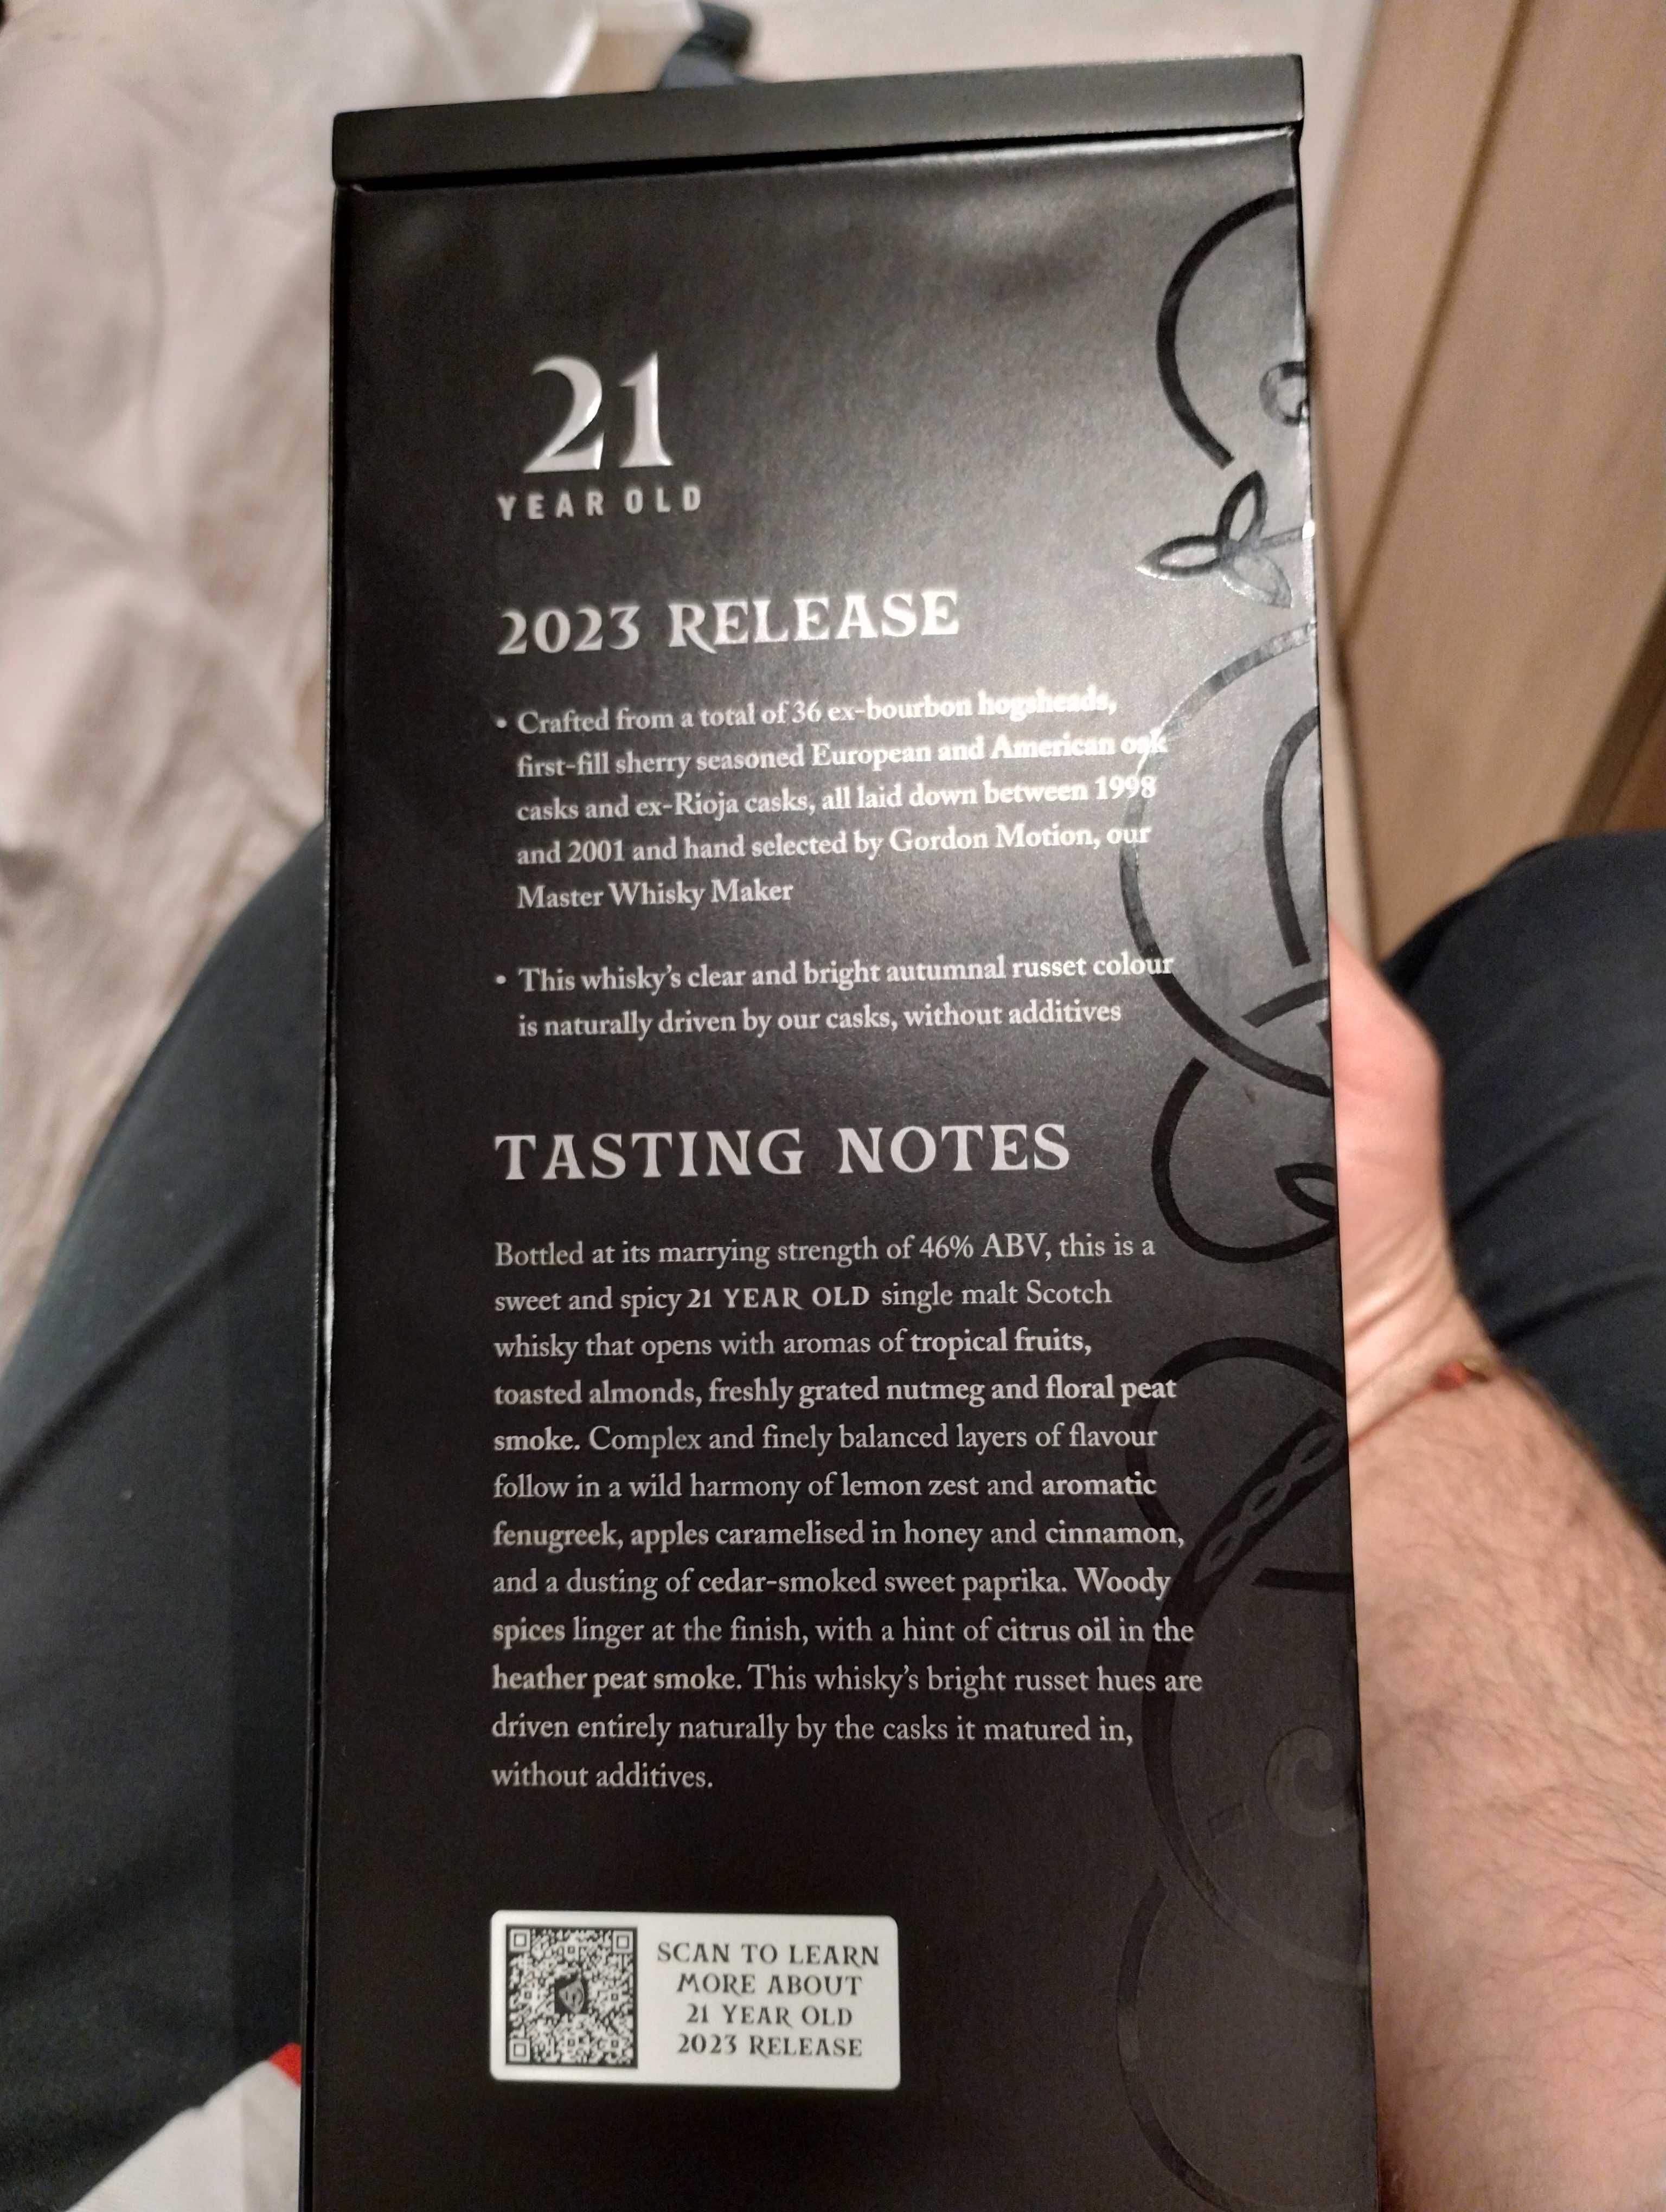 21
YEAR OLD
2023 RELEASE
• Crafted from a total of 36 ex-bourbon hogsheads,
first-fill sherry seasoned European and American oak
casks and ex-Rioja casks, all laid down between 1998
and 2001 and hand selected by Gordon Motion, our
Master Whisky Maker
• This whisky's clear and bright autumnal russet colour
is naturally driven by our casks, without additives
TASTING NOTES
Bottled at its marrying strength of 46% ABV, this is a
sweet and spicy 21 YEAR OLD single malt Scotch
whisky that opens with aromas of tropical fruits,
toasted almonds, freshly grated nutmeg and floral peat
smoke. Complex and finely balanced layers of flavour
follow in a wild harmony of lemon zest and aromatic
fenugreek, apples caramelised in honey and cinnamon,
and a dusting of cedar-smoked sweet paprika. Woody
spices linger at the finish, with a hint of citrus oil in the
heather peat smoke. This whisky's bright russet hues are
driven entirely naturally by the casks it matured in,
without additives.
SCAN TO LEARN
MORE ABOUT
21 YEAR OLD
2023 RELEASE